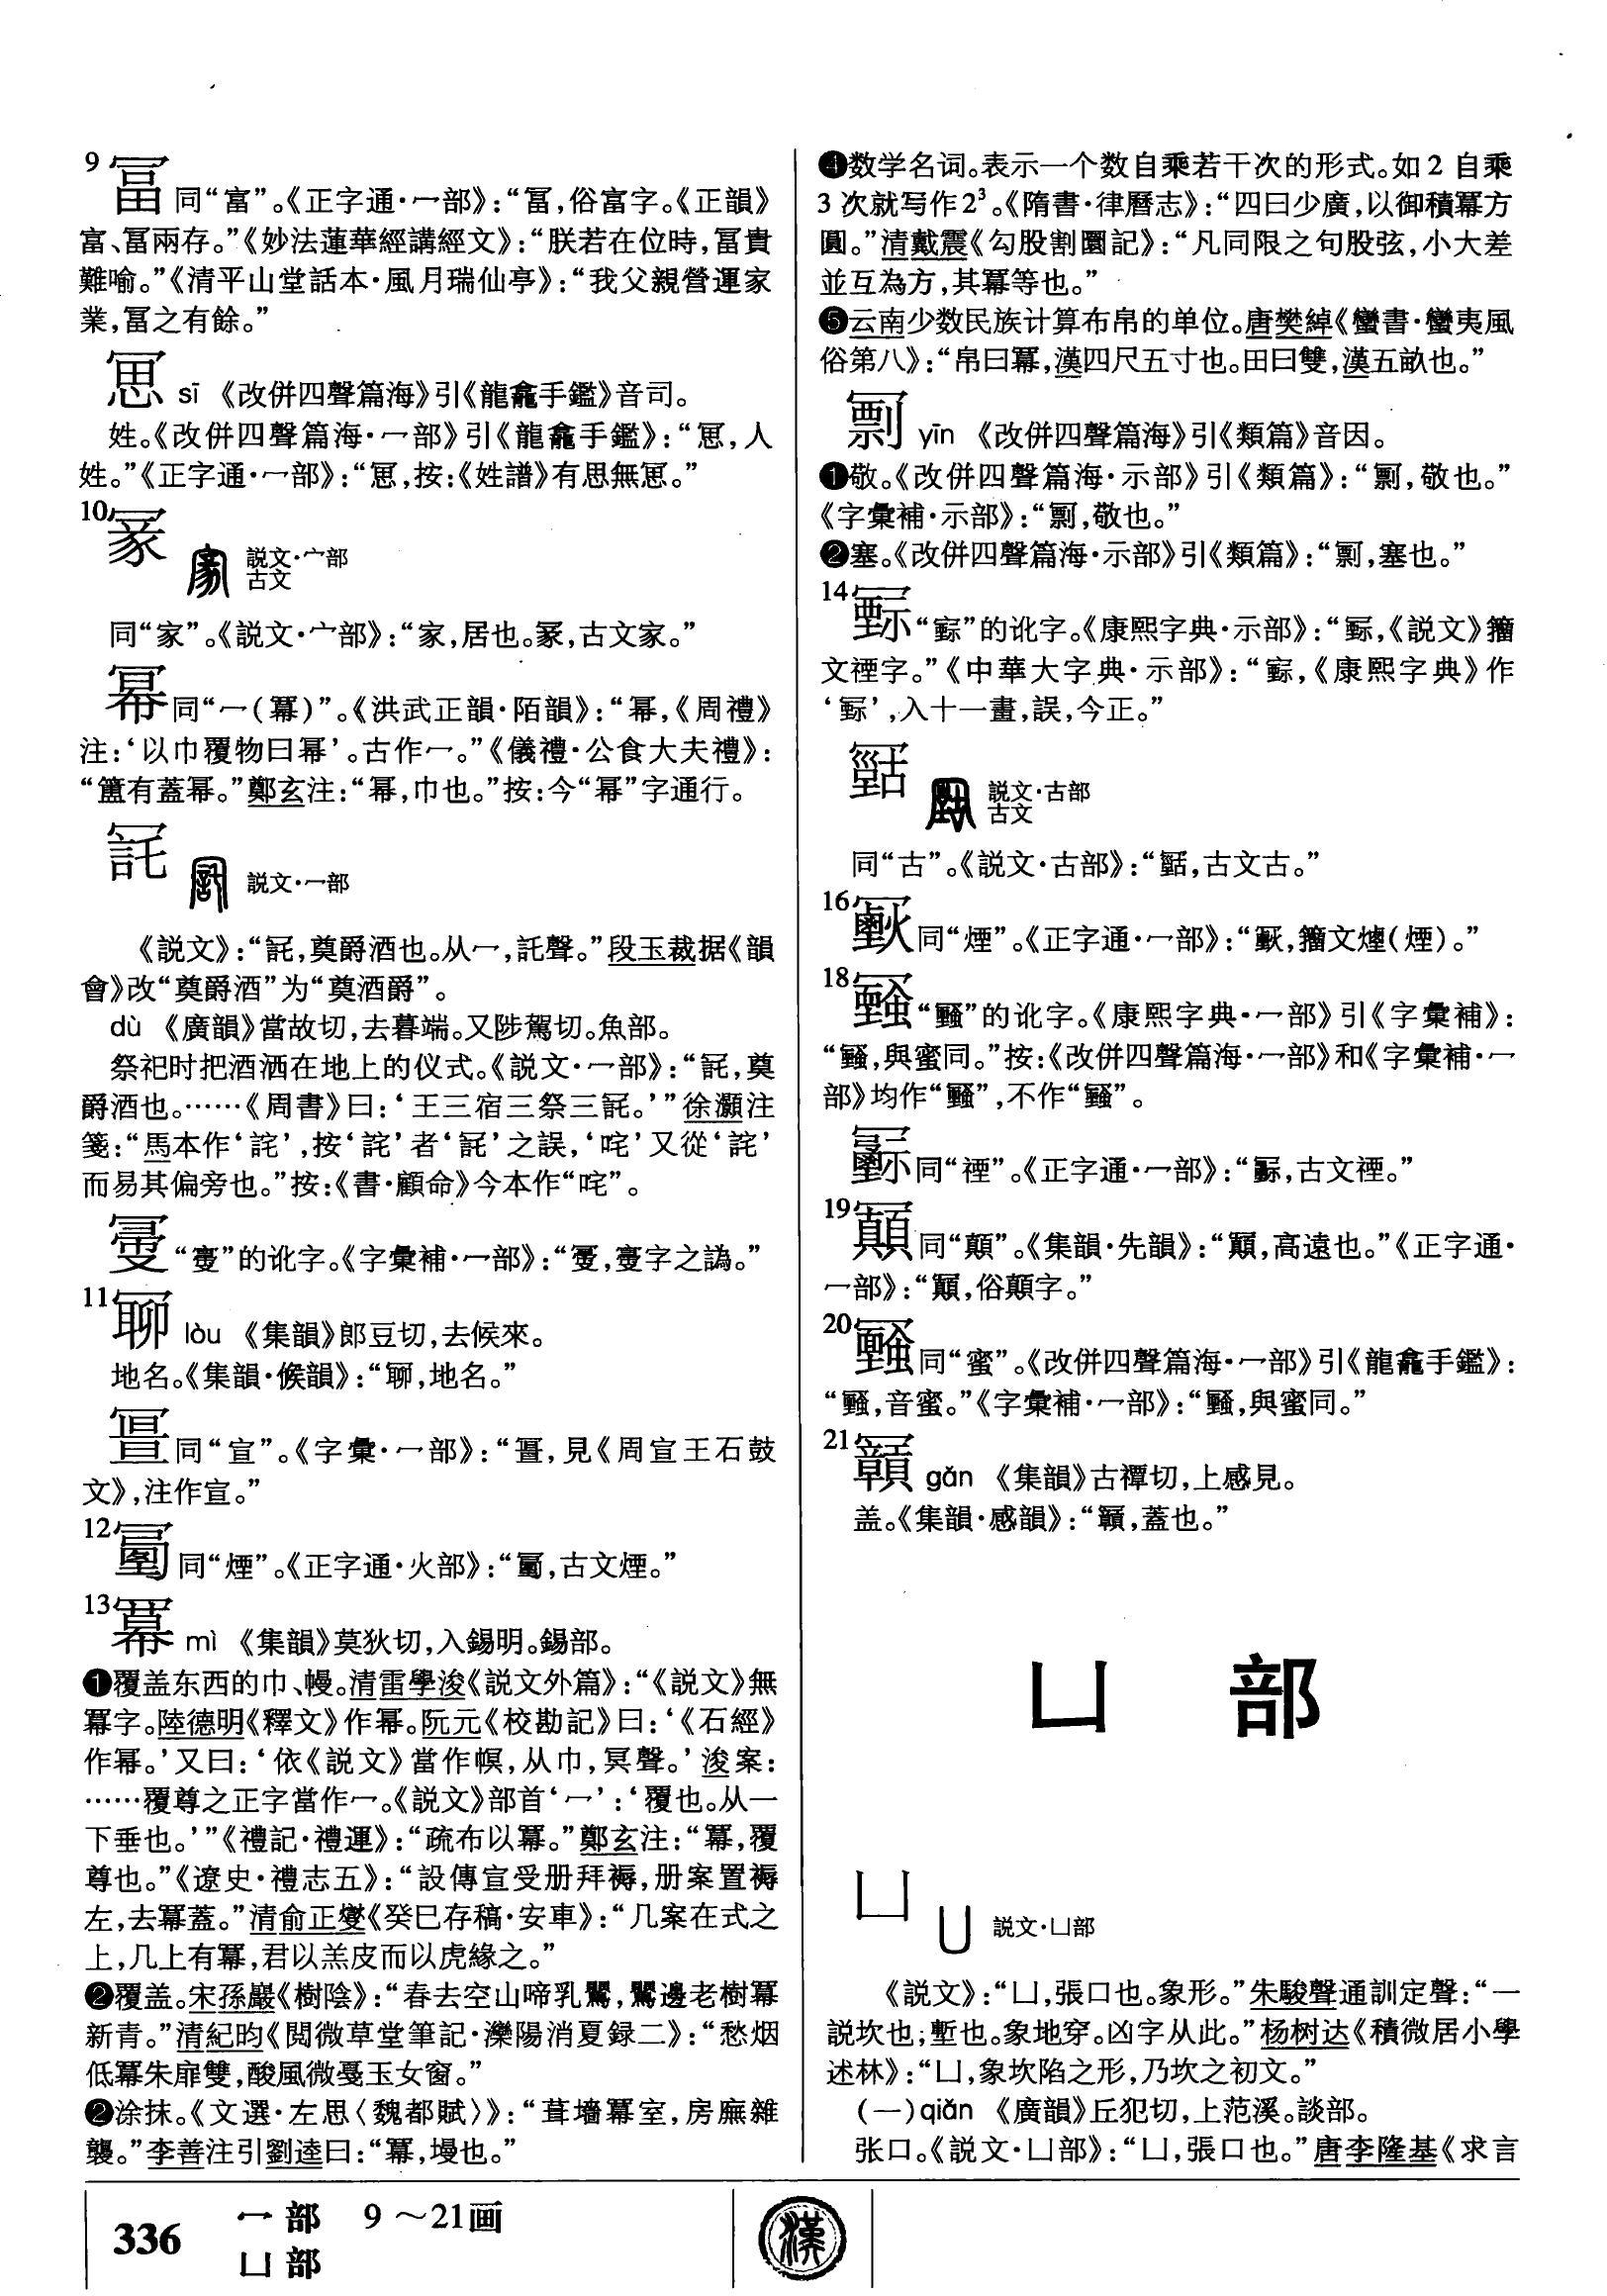 9 冨 同“富”。《正字通·冖部》：“冨，俗富字。《正韻》
富、冨兩存。”《妙法蓮華經講經文》：“朕若在位時，冨貴
難喻。”《清平山堂話本·風月瑞仙亭》：“我父親營運家
業，冨之有餘。”
sī 《改併四聲篇海》引《龍龕手鑑》音司。
姓。《改併四聲篇海·冖部》引《龍龕手鑑》：“，人
姓。”《正字通·冖部》：“，按：《姓譜》有思無。”
10
説文·宀部
古文
同“家”。《説文·宀部》：“家，居也。，古文家。”
幂 同“冖（冪）”。《洪武正韻·陌韻》：“幂，《周禮》
注：‘以巾覆物曰幂’。古作冖。”《儀禮·公食大夫禮》：
“簠有蓋幂。”鄭玄注：“幂，巾也。”按：今“幂”字通行。
説文·冖部
《説文》：“，奠爵酒也。从冖，託聲。”段玉裁据《韻
會》改“奠爵酒”为“奠酒爵”。
dù 《廣韻》當故切，去暮端。又陟駕切。魚部。
祭祀时把酒洒在地上的仪式。《説文·冖部》：“，奠
爵酒也。……《周書》曰：‘王三宿三祭三。’”徐灝注
箋：“馬本作‘詫’，按‘詫’者‘’之誤，‘咤’又從‘詫’
而易其偏旁也。”按：《書·顧命》今本作“咤”。
“”的讹字。《字彙補·冖部》：“，字之譌。”
11 lòu 《集韻》郎豆切，去候來。
地名。《集韻·候韻》：“，地名。”
同“宣”。《字彙·冖部》：“，見《周宣王石鼓
文》，注作宣。”
12 同“煙”。《正字通·火部》：“，古文煙。”
13 冪 mì 《集韻》莫狄切，入錫明。錫部。
❶覆盖东西的巾、幔。清雷學浚《説文外篇》：“《説文》無
冪字。陸德明《釋文》作幂。阮元《校勘記》曰：‘《石經》
作幂。’又曰：‘依《説文》當作幎，从巾，冥聲。’浚案：
……覆尊之正字當作冖。《説文》部首‘冖’：‘覆也。从一
下垂也。’”《禮記·禮運》：“疏布以冪。”鄭玄注：“冪，覆
尊也。”《遼史·禮志五》：“設傳宣受册拜褥，册案置褥
左，去冪蓋。”清俞正燮《癸巳存稿·安車》：“几案在式之
上，几上有冪，君以羔皮而以虎緣之。”
❷覆盖。宋孫巖《樹陰》：“春去空山啼乳鸎，鸎邊老樹冪
新青。”清紀昀《閲微草堂筆記·灤陽消夏録二》：“愁烟
低冪朱扉雙，酸風微戞玉女窗。”
❷涂抹。《文選·左思〈魏都賦〉》：“葺墻冪室，房廡雜
襲。”李善注引劉逵曰：“冪，墁也。”
❹数学名词。表示一个数自乘若干次的形式。如2自乘
3次就写作2³。《隋書·律曆志》：“四曰少廣，以御積冪方
圓。”清戴震《勾股割圜記》：“凡同限之句股弦，小大差
並互為方，其冪等也。”
❺云南少数民族计算布帛的单位。唐樊綽《蠻書·蠻夷風
俗第八》：“帛曰冪，漢四尺五寸也。田曰雙，漢五畝也。”
yīn 《改併四聲篇海》引《類篇》音因。
❶敬。《改併四聲篇海·示部》引《類篇》：“，敬也。”
《字彙補·示部》：“，敬也。”
❷塞。《改併四聲篇海·示部》引《類篇》：“，塞也。”
14 “”的讹字。《康熙字典·示部》：“，《説文》籀
文禋字。”《中華大字典·示部》：“，《康熙字典》作
‘’，入十一畫，誤，今正。”
説文·古部
古文
同“古”。《説文·古部》：“，古文古。”
16 同“煙”。《正字通·冖部》：“，籀文（煙）。”
18 “”的讹字。《康熙字典·冖部》引《字彙補》：
“，與蜜同。”按：《改併四聲篇海·冖部》和《字彙補·冖
部》均作“”，不作“”。
同“禋”。《正字通·冖部》：“，古文禋。”
19 同“顛”。《集韻·先韻》：“，高遠也。”《正字通·
冖部》：“，俗顛字。”
20 同“蜜”。《改併四聲篇海·冖部》引《龍龕手鑑》：
“，音蜜。”《字彙補·冖部》：“，與蜜同。”
21 gǎn 《集韻》古禫切，上感見。
盖。《集韻·感韻》：“，蓋也。”
凵 部
凵
説文·凵部
《説文》：“凵，張口也。象形。”朱駿聲通訓定聲：“一
説坎也；塹也。象地穿。凶字从此。”杨树达《積微居小學
述林》：“凵，象坎陷之形，乃坎之初文。”
（一）qiǎn 《廣韻》丘犯切，上范溪。談部。
张口。《説文·凵部》：“凵，張口也。”唐李隆基《求言
336 冖部 9～21画
凵部
漢